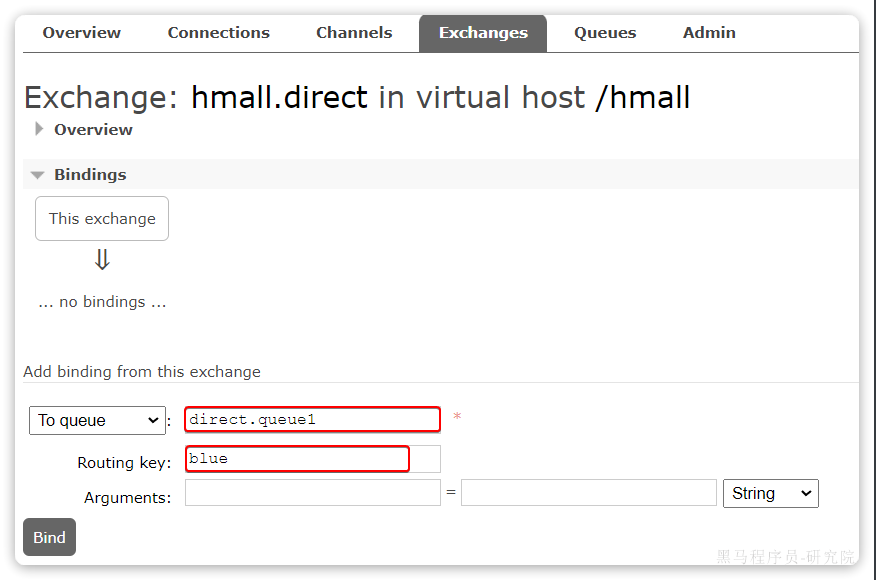 Overview Connections Channels Exchanges Queues Admin
Exchange: hmall.direct in virtual host /hmall
Overview
Bindings
This exchange
⇓
... no bindings ...
Add binding from this exchange
To queue : direct.queue1 *
Routing key: blue
Arguments: = String
Bind
黑马程序员-研究院